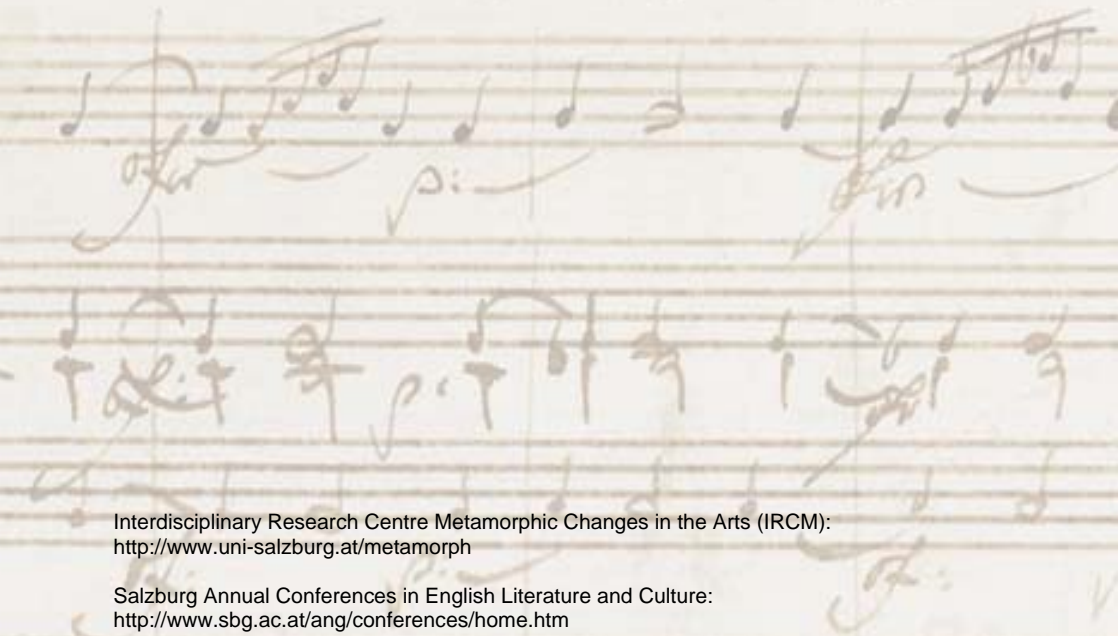 Interdisciplinary Research Centre Metamorphic Changes in the Arts (IRCM):
http://www.uni-salzburg.at/metamorph
Salzburg Annual Conferences in English Literature and Culture:
http://www.sbg.ac.at/ang/conferences/home.htm